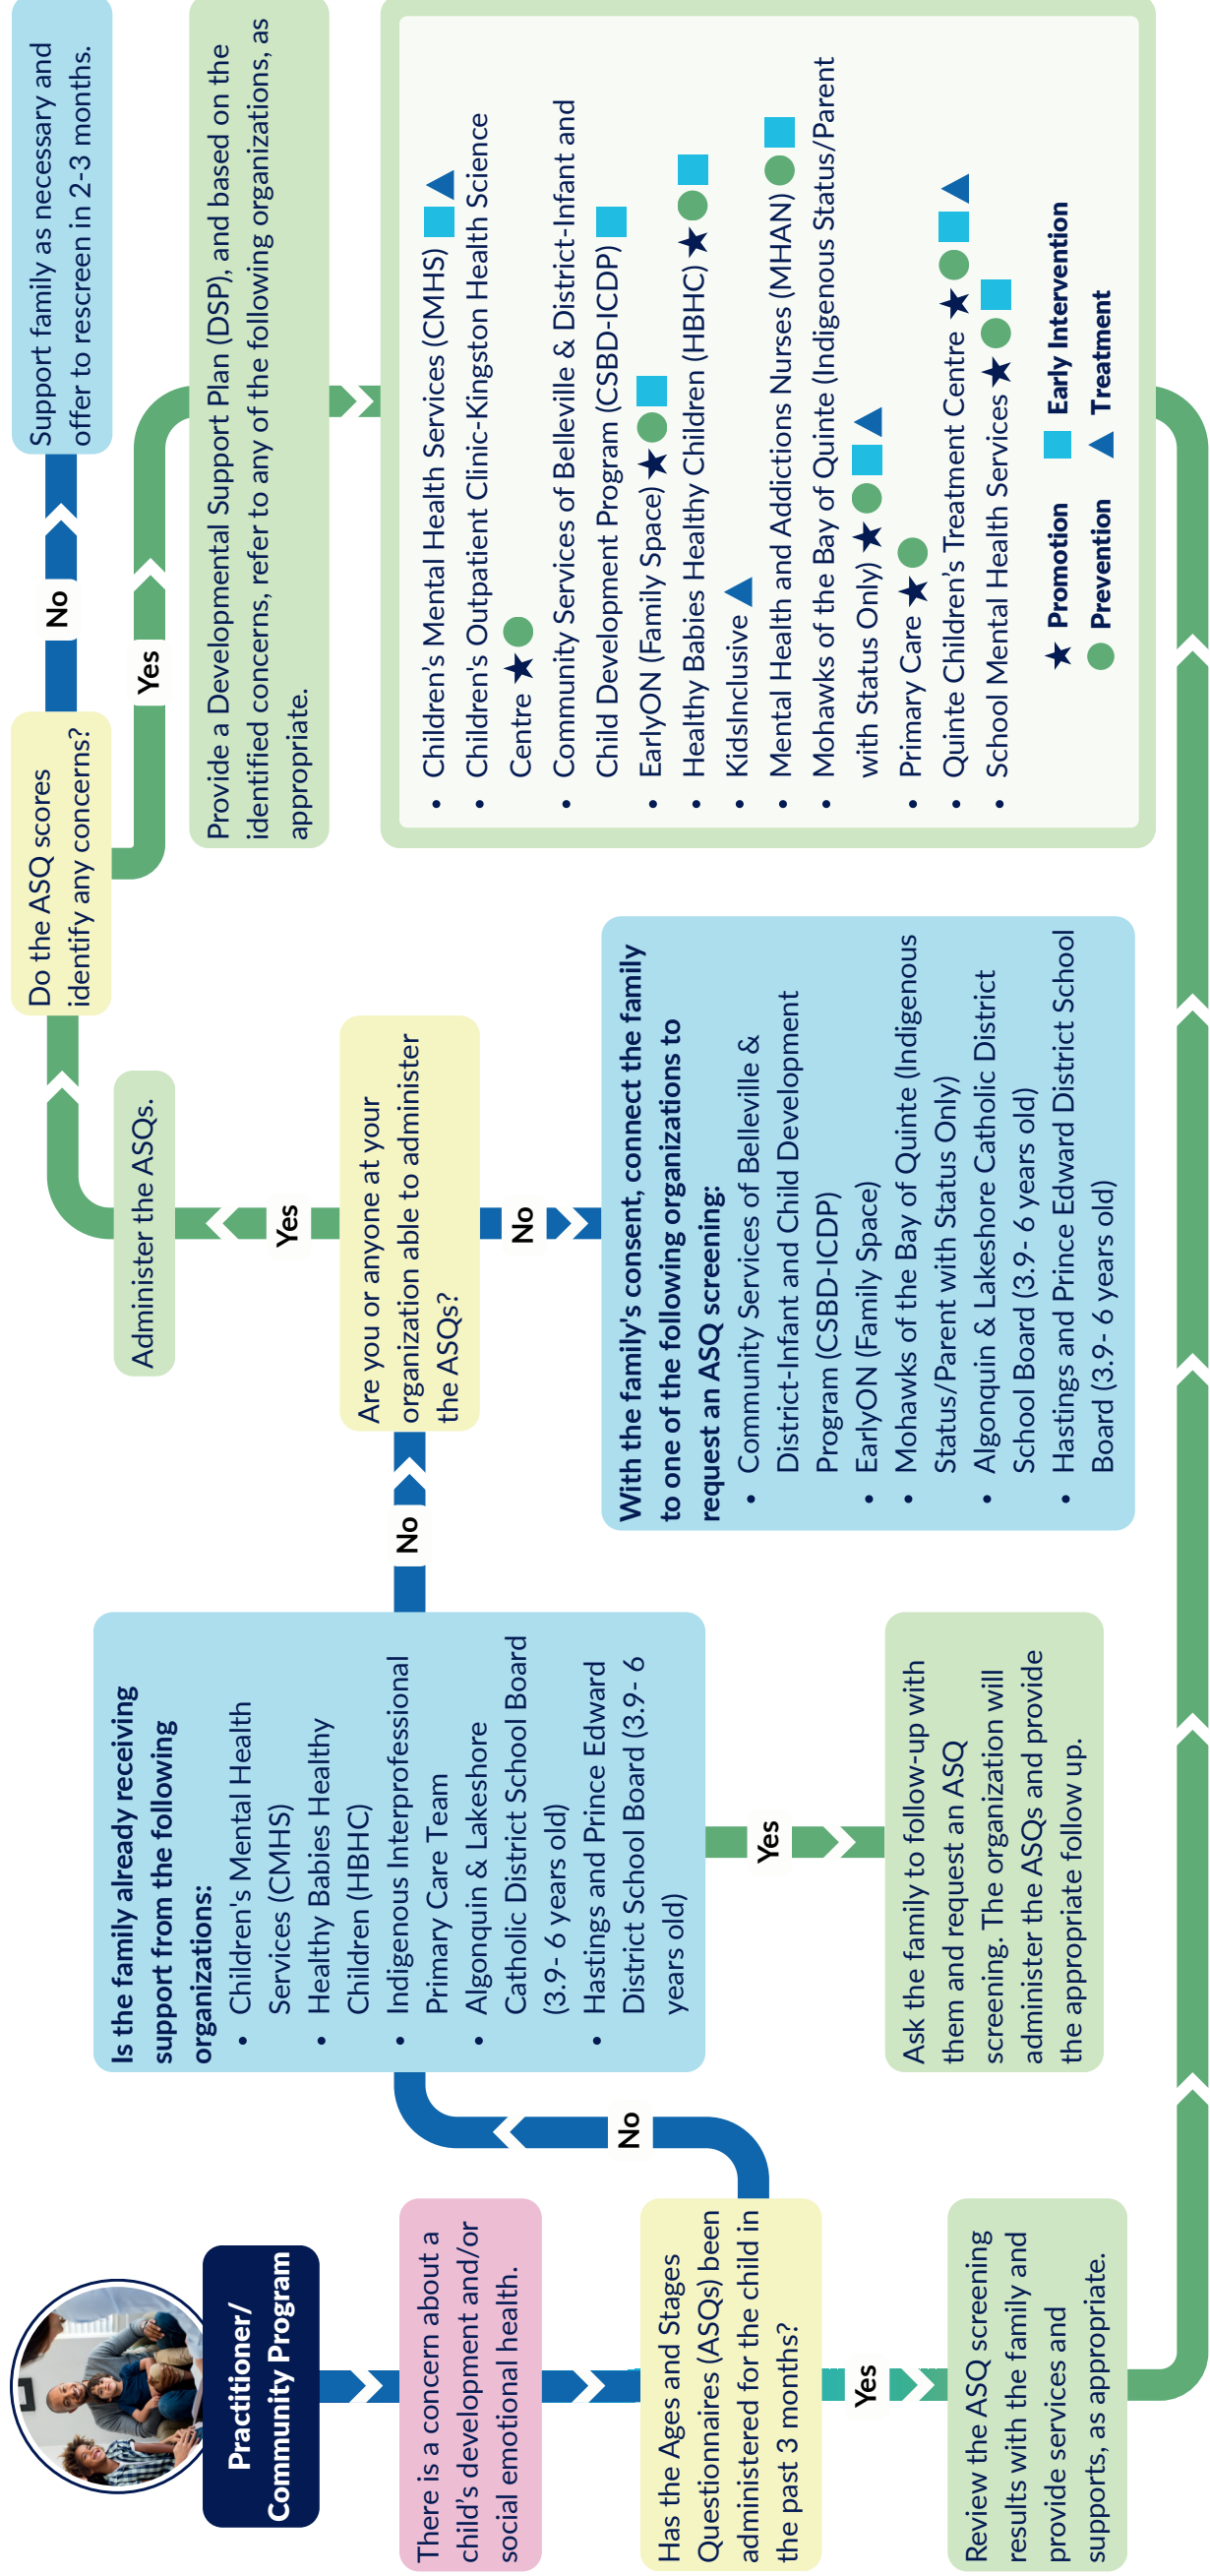 Practitioner/
Community Program
There is a concern about a
child's development and/or
social emotional health.
Has the Ages and Stages
Questionnaires (ASQs) been
administered for the child in
the past 3 months?
Yes
Review the ASQ screening
results with the family and
provide services and
supports, as appropriate.
No
Is the family already receiving
support from the following
organizations:
• Children's Mental Health
Services (CMHS)
• Healthy Babies Healthy
Children (HBHC)
• Indigenous Interprofessional
Primary Care Team
• Algonquin & Lakeshore
Catholic District School Board
(3.9- 6 years old)
• Hastings and Prince Edward
District School Board (3.9- 6
years old)
Yes
Ask the family to follow-up with
them and request an ASQ
screening. The organization will
administer the ASQs and provide
the appropriate follow up.
No
Are you or anyone at your
organization able to administer
the ASQs?
Yes
Administer the ASQs.
No
With the family's consent, connect the family
to one of the following organizations to
request an ASQ screening:
• Community Services of Belleville &
District-Infant and Child Development
Program (CSBD-ICDP)
• EarlyON (Family Space)
• Mohawks of the Bay of Quinte (Indigenous
Status/Parent with Status Only)
• Algonquin & Lakeshore Catholic District
School Board (3.9- 6 years old)
• Hastings and Prince Edward District School
Board (3.9- 6 years old)
Do the ASQ scores
identify any concerns?
No
Support family as necessary and
offer to rescreen in 2-3 months.
Yes
Provide a Developmental Support Plan (DSP), and based on the
identified concerns, refer to any of the following organizations, as
appropriate.
• Children's Mental Health Services (CMHS)
• Children's Outpatient Clinic-Kingston Health Science
Centre
• Community Services of Belleville & District-Infant and
Child Development Program (CSBD-ICDP)
• EarlyON (Family Space)
• Healthy Babies Healthy Children (HBHC)
• KidsInclusive
• Mental Health and Addictions Nurses (MHAN)
• Mohawks of the Bay of Quinte (Indigenous Status/Parent
with Status Only)
• Primary Care
• Quinte Children's Treatment Centre
• School Mental Health Services
Promotion
Early Intervention
Prevention
Treatment